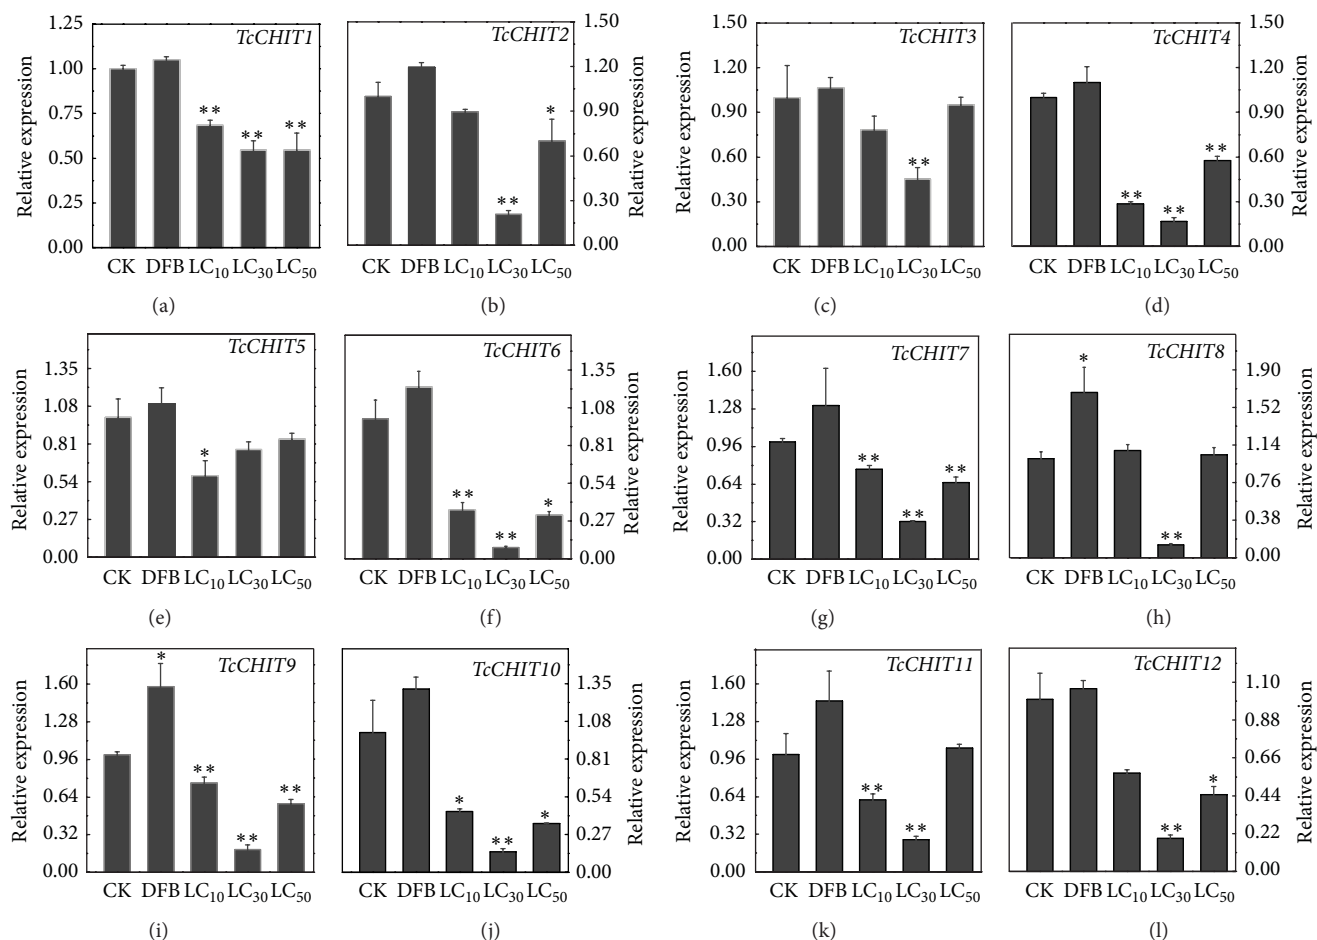 TcCHIT1
Relative expression
1.25
1.00
0.75
0.50
0.25
0.00
**
**
**
CK DFB LC10 LC30 LC50
(a)
TcCHIT2
Relative expression
1.50
1.20
0.90
0.60
0.30
0.00
**
*
CK DFB LC10 LC30 LC50
(b)
TcCHIT3
Relative expression
1.50
1.20
0.90
0.60
0.30
0.00
**
CK DFB LC10 LC30 LC50
(c)
TcCHIT4
Relative expression
1.50
1.20
0.90
0.60
0.30
0.00
**
**
**
CK DFB LC10 LC30 LC50
(d)
TcCHIT5
Relative expression
1.35
1.08
0.81
0.54
0.27
0.00
*
CK DFB LC10 LC30 LC50
(e)
TcCHIT6
Relative expression
1.35
1.08
0.81
0.54
0.27
0.00
**
**
*
CK DFB LC10 LC30 LC50
(f)
TcCHIT7
Relative expression
1.60
1.28
0.96
0.64
0.32
0.00
**
**
**
CK DFB LC10 LC30 LC50
(g)
TcCHIT8
Relative expression
1.90
1.52
1.14
0.76
0.38
0.00
*
**
CK DFB LC10 LC30 LC50
(h)
TcCHIT9
Relative expression
1.60
1.28
0.96
0.64
0.32
0.00
*
**
**
**
CK DFB LC10 LC30 LC50
(i)
TcCHIT10
Relative expression
1.35
1.08
0.81
0.54
0.27
0.00
*
**
*
CK DFB LC10 LC30 LC50
(j)
TcCHIT11
Relative expression
1.60
1.28
0.96
0.64
0.32
0.00
**
**
CK DFB LC10 LC30 LC50
(k)
TcCHIT12
Relative expression
1.10
0.88
0.66
0.44
0.22
0.00
**
*
CK DFB LC10 LC30 LC50
(l)